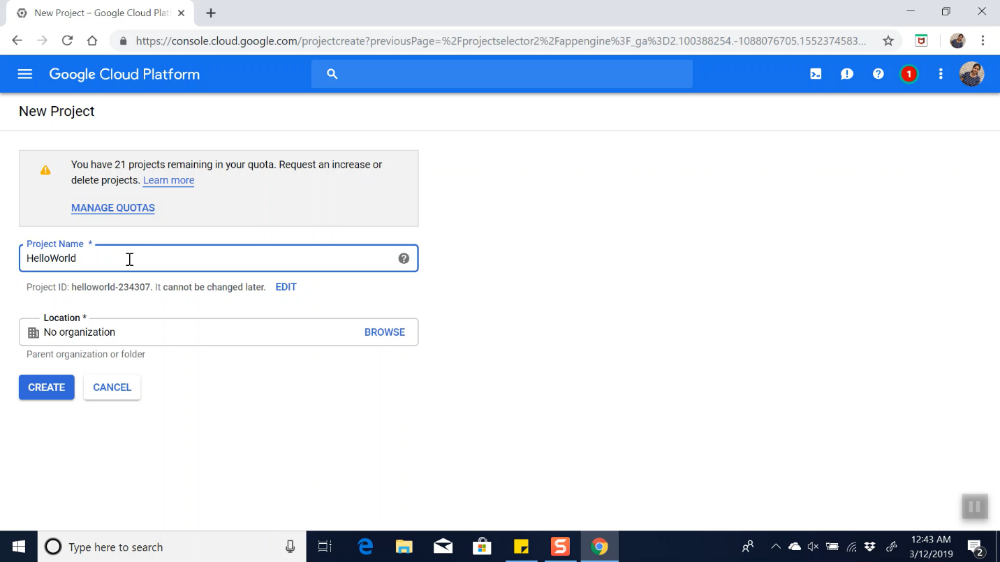 New Project – Google Cloud Plat
https://console.cloud.google.com/projectcreate?previousPage=%2Fprojectselector2%2Fappengine%3F_ga%3D2.100388254.-1088076705.1552374583...
Google Cloud Platform
1
New Project
You have 21 projects remaining in your quota. Request an increase or
delete projects. Learn more
MANAGE QUOTAS
Project Name *
HelloWorld
Project ID: helloworld-234307. It cannot be changed later. EDIT
Location *
No organization BROWSE
Parent organization or folder
CREATE CANCEL
Type here to search
12:43 AM
3/12/2019
2